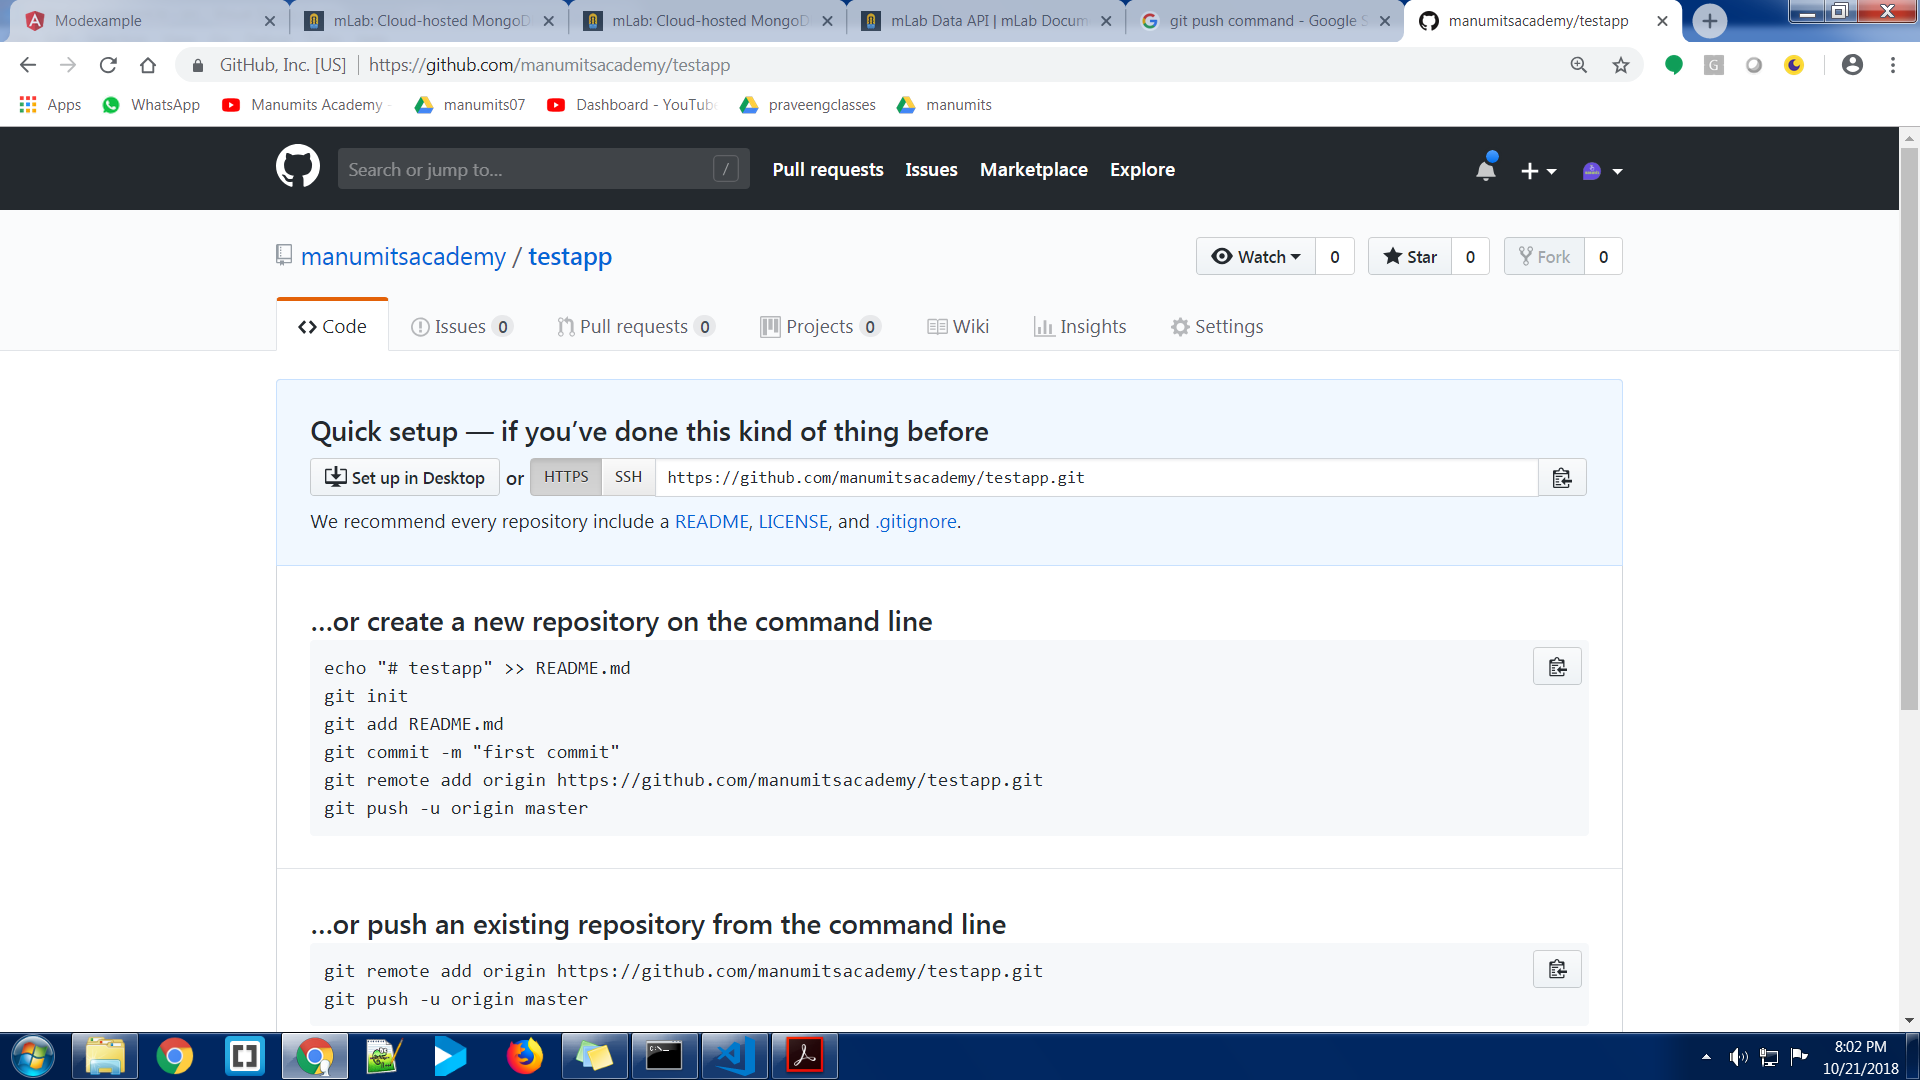 Modexample
mLab: Cloud-hosted MongoD
mLab: Cloud-hosted MongoD
mLab Data API | mLab Docum
git push command - Google S
manumitsacademy/testapp
GitHub, Inc. [US]
https://github.com/manumitsacademy/testapp
G
Apps
WhatsApp
Manumits Academy -
manumits07
Dashboard - YouTube
praveengclasses
manumits
Search or jump to...
/
Pull requests
Issues
Marketplace
Explore
manumitsacademy / testapp
Watch 0
Star 0
Fork 0
Code
Issues 0
Pull requests 0
Projects 0
Wiki
Insights
Settings
Quick setup — if you’ve done this kind of thing before
Set up in Desktop or HTTPS SSH https://github.com/manumitsacademy/testapp.git
We recommend every repository include a README, LICENSE, and .gitignore.
…or create a new repository on the command line
echo "# testapp" >> README.md
git init
git add README.md
git commit -m "first commit"
git remote add origin https://github.com/manumitsacademy/testapp.git
git push -u origin master
…or push an existing repository from the command line
git remote add origin https://github.com/manumitsacademy/testapp.git
git push -u origin master
8:02 PM
10/21/2018